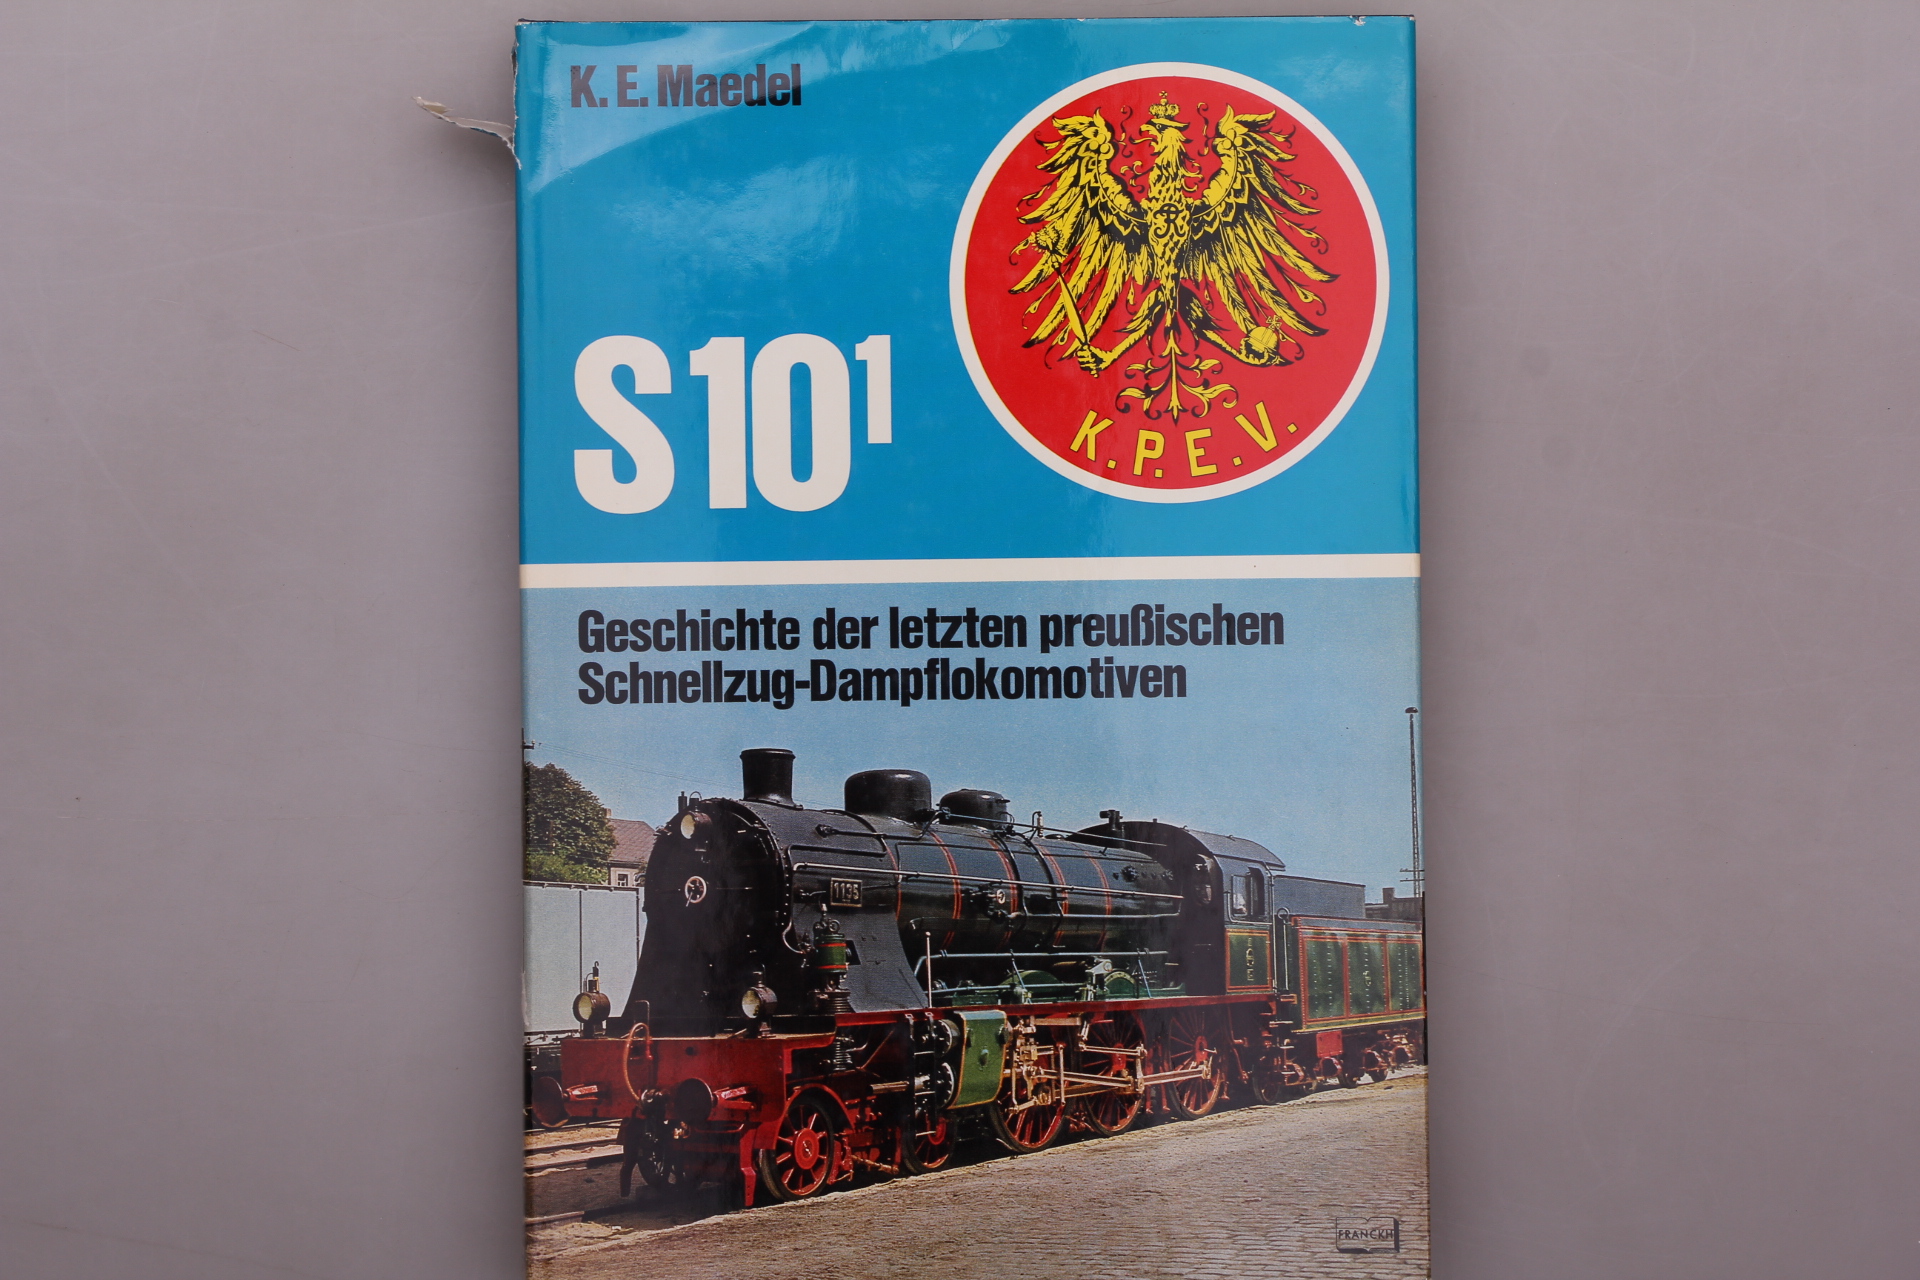 K. E. Maedel
S 10¹
K. P. E. V.
Geschichte der letzten preußischen
Schnellzug-Dampflokomotiven
1135
FRANCKH